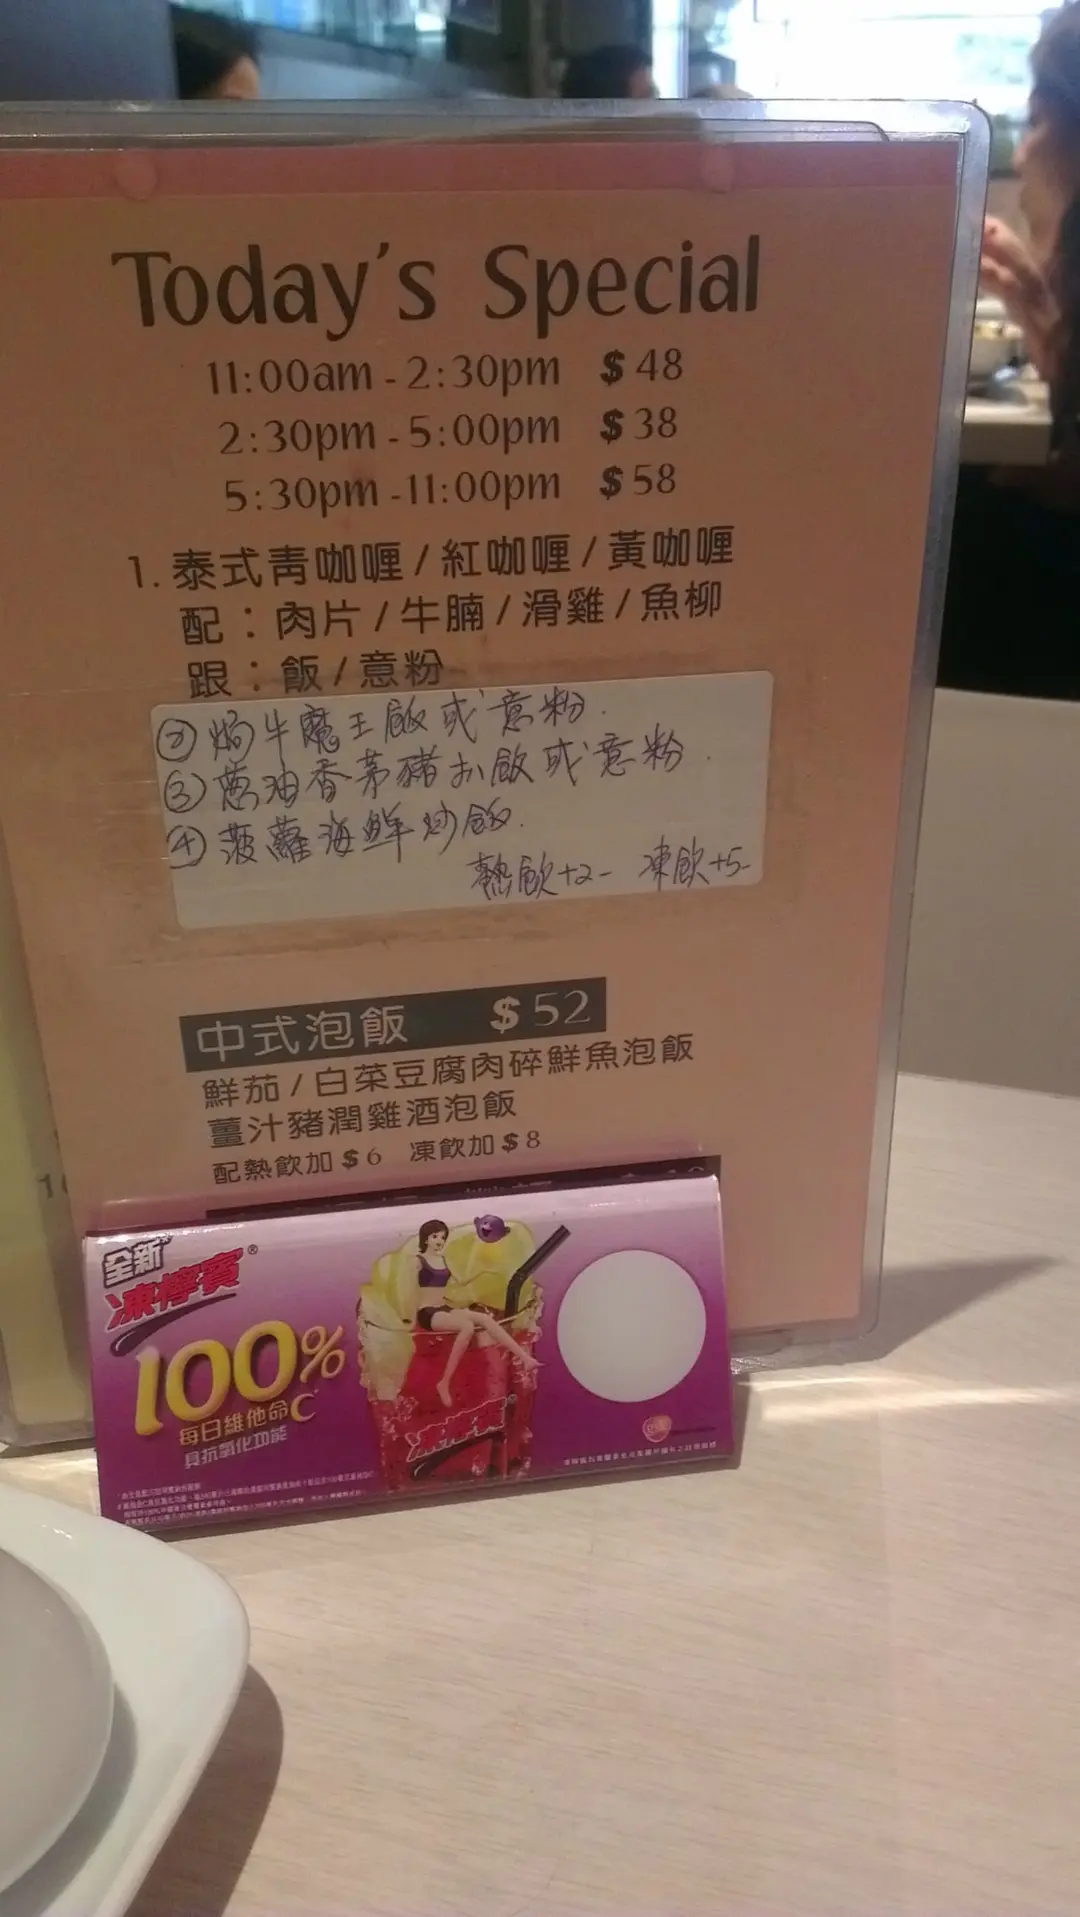 Today's Special
11:00am - 2:30pm $48
2:30pm - 5:00pm $38
5:30pm - 11:00pm $58
1. 泰式青咖喱/紅咖喱/黃咖喱
配：肉片/牛腩/滑雞/魚柳
跟：飯/意粉
② 焗牛魔王飯或意粉.
③ 蔥油香茅豬扒飯或意粉.
④ 菠蘿海鮮炒飯.
熱飲+2- 凍飲+5-
中式泡飯 $52
鮮茄/白菜豆腐肉碎鮮魚泡飯
薑汁豬潤雞酒泡飯
配熱飲加$6 凍飲加$8
全新
凍檸賓®
100%
每日維他命C
具抗氧化功能
凍檸賓